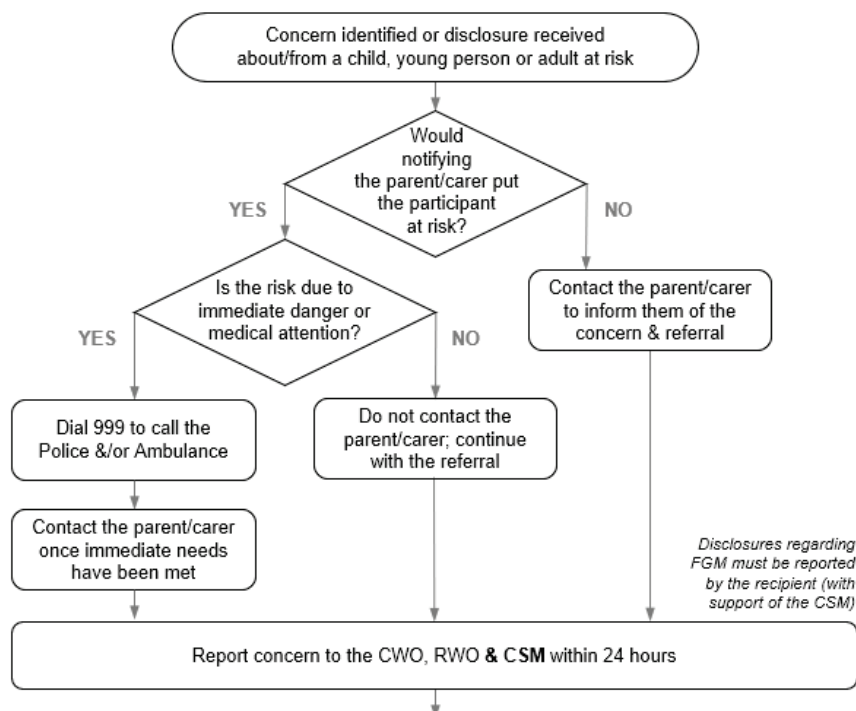 Concern identified or disclosure received
about/from a child, young person or adult at risk
Would
notifying
the parent/carer put
the participant
at risk?
YES
NO
Is the risk due to
immediate danger or
medical attention?
Contact the parent/carer
to inform them of the
concern & referral
YES
NO
Dial 999 to call the
Police &/or Ambulance
Do not contact the
parent/carer; continue
with the referral
Contact the parent/carer
once immediate needs
have been met
Disclosures regarding
FGM must be reported
by the recipient (with
support of the CSM)
Report concern to the CWO, RWO & CSM within 24 hours